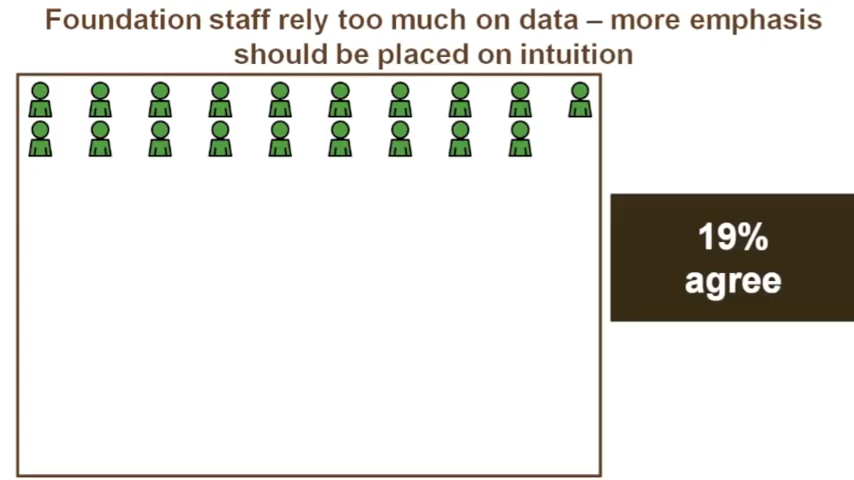 Foundation staff rely too much on data – more emphasis
should be placed on intuition
19%
agree